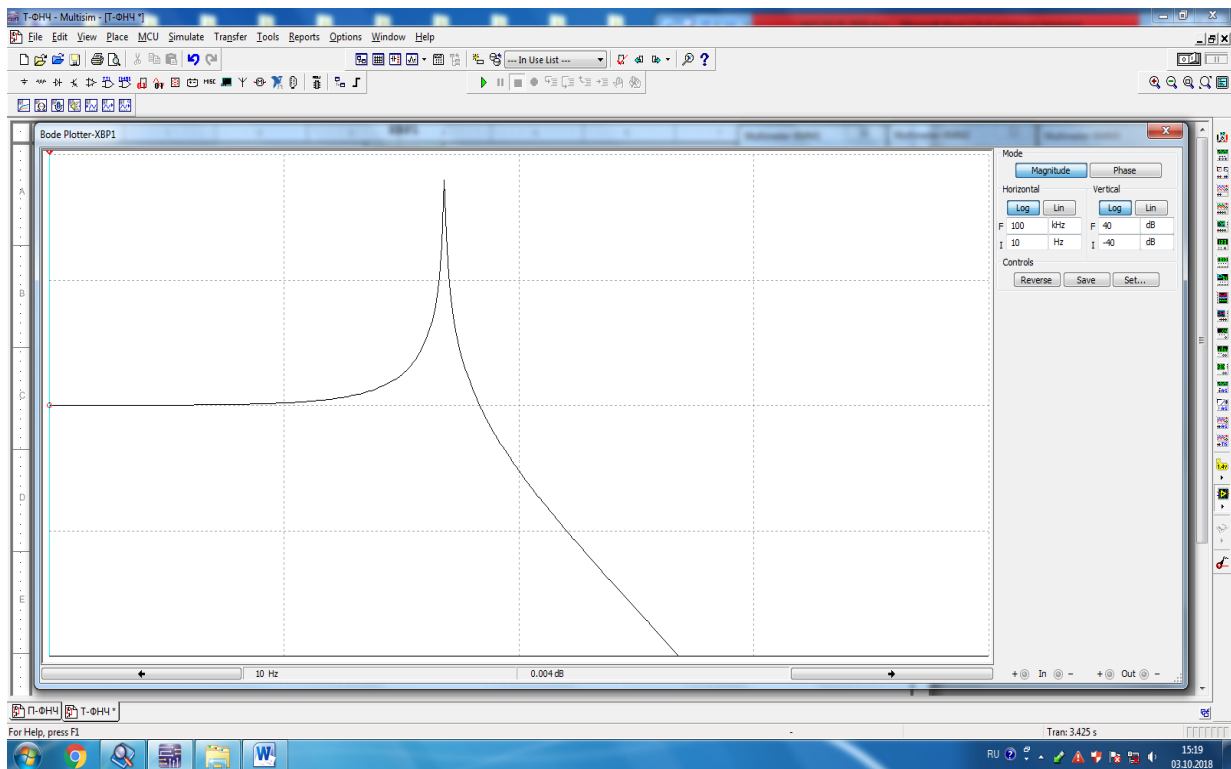 Т-ФНЧ - Multisim - [Т-ФНЧ *]
File Edit View Place MCU Simulate Transfer Tools Reports Options Window Help
--- In Use List ---
?
MISC
Bode Plotter-XBP1
XBP1
Mode
Magnitude Phase
Horizontal Vertical
Log Lin Log Lin
F 100 kHz F 40 dB
I 10 Hz I -40 dB
Controls
Reverse Save Set...
A
B
C
D
E
10 Hz 0.004 dB
+ In - + Out -
П-ФНЧ Т-ФНЧ *
For Help, press F1 - Tran: 3.425 s
RU 15:19
03.10.2018